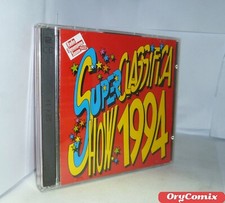 SUPER CLASSIFICA
SHOW 1994
OryComix